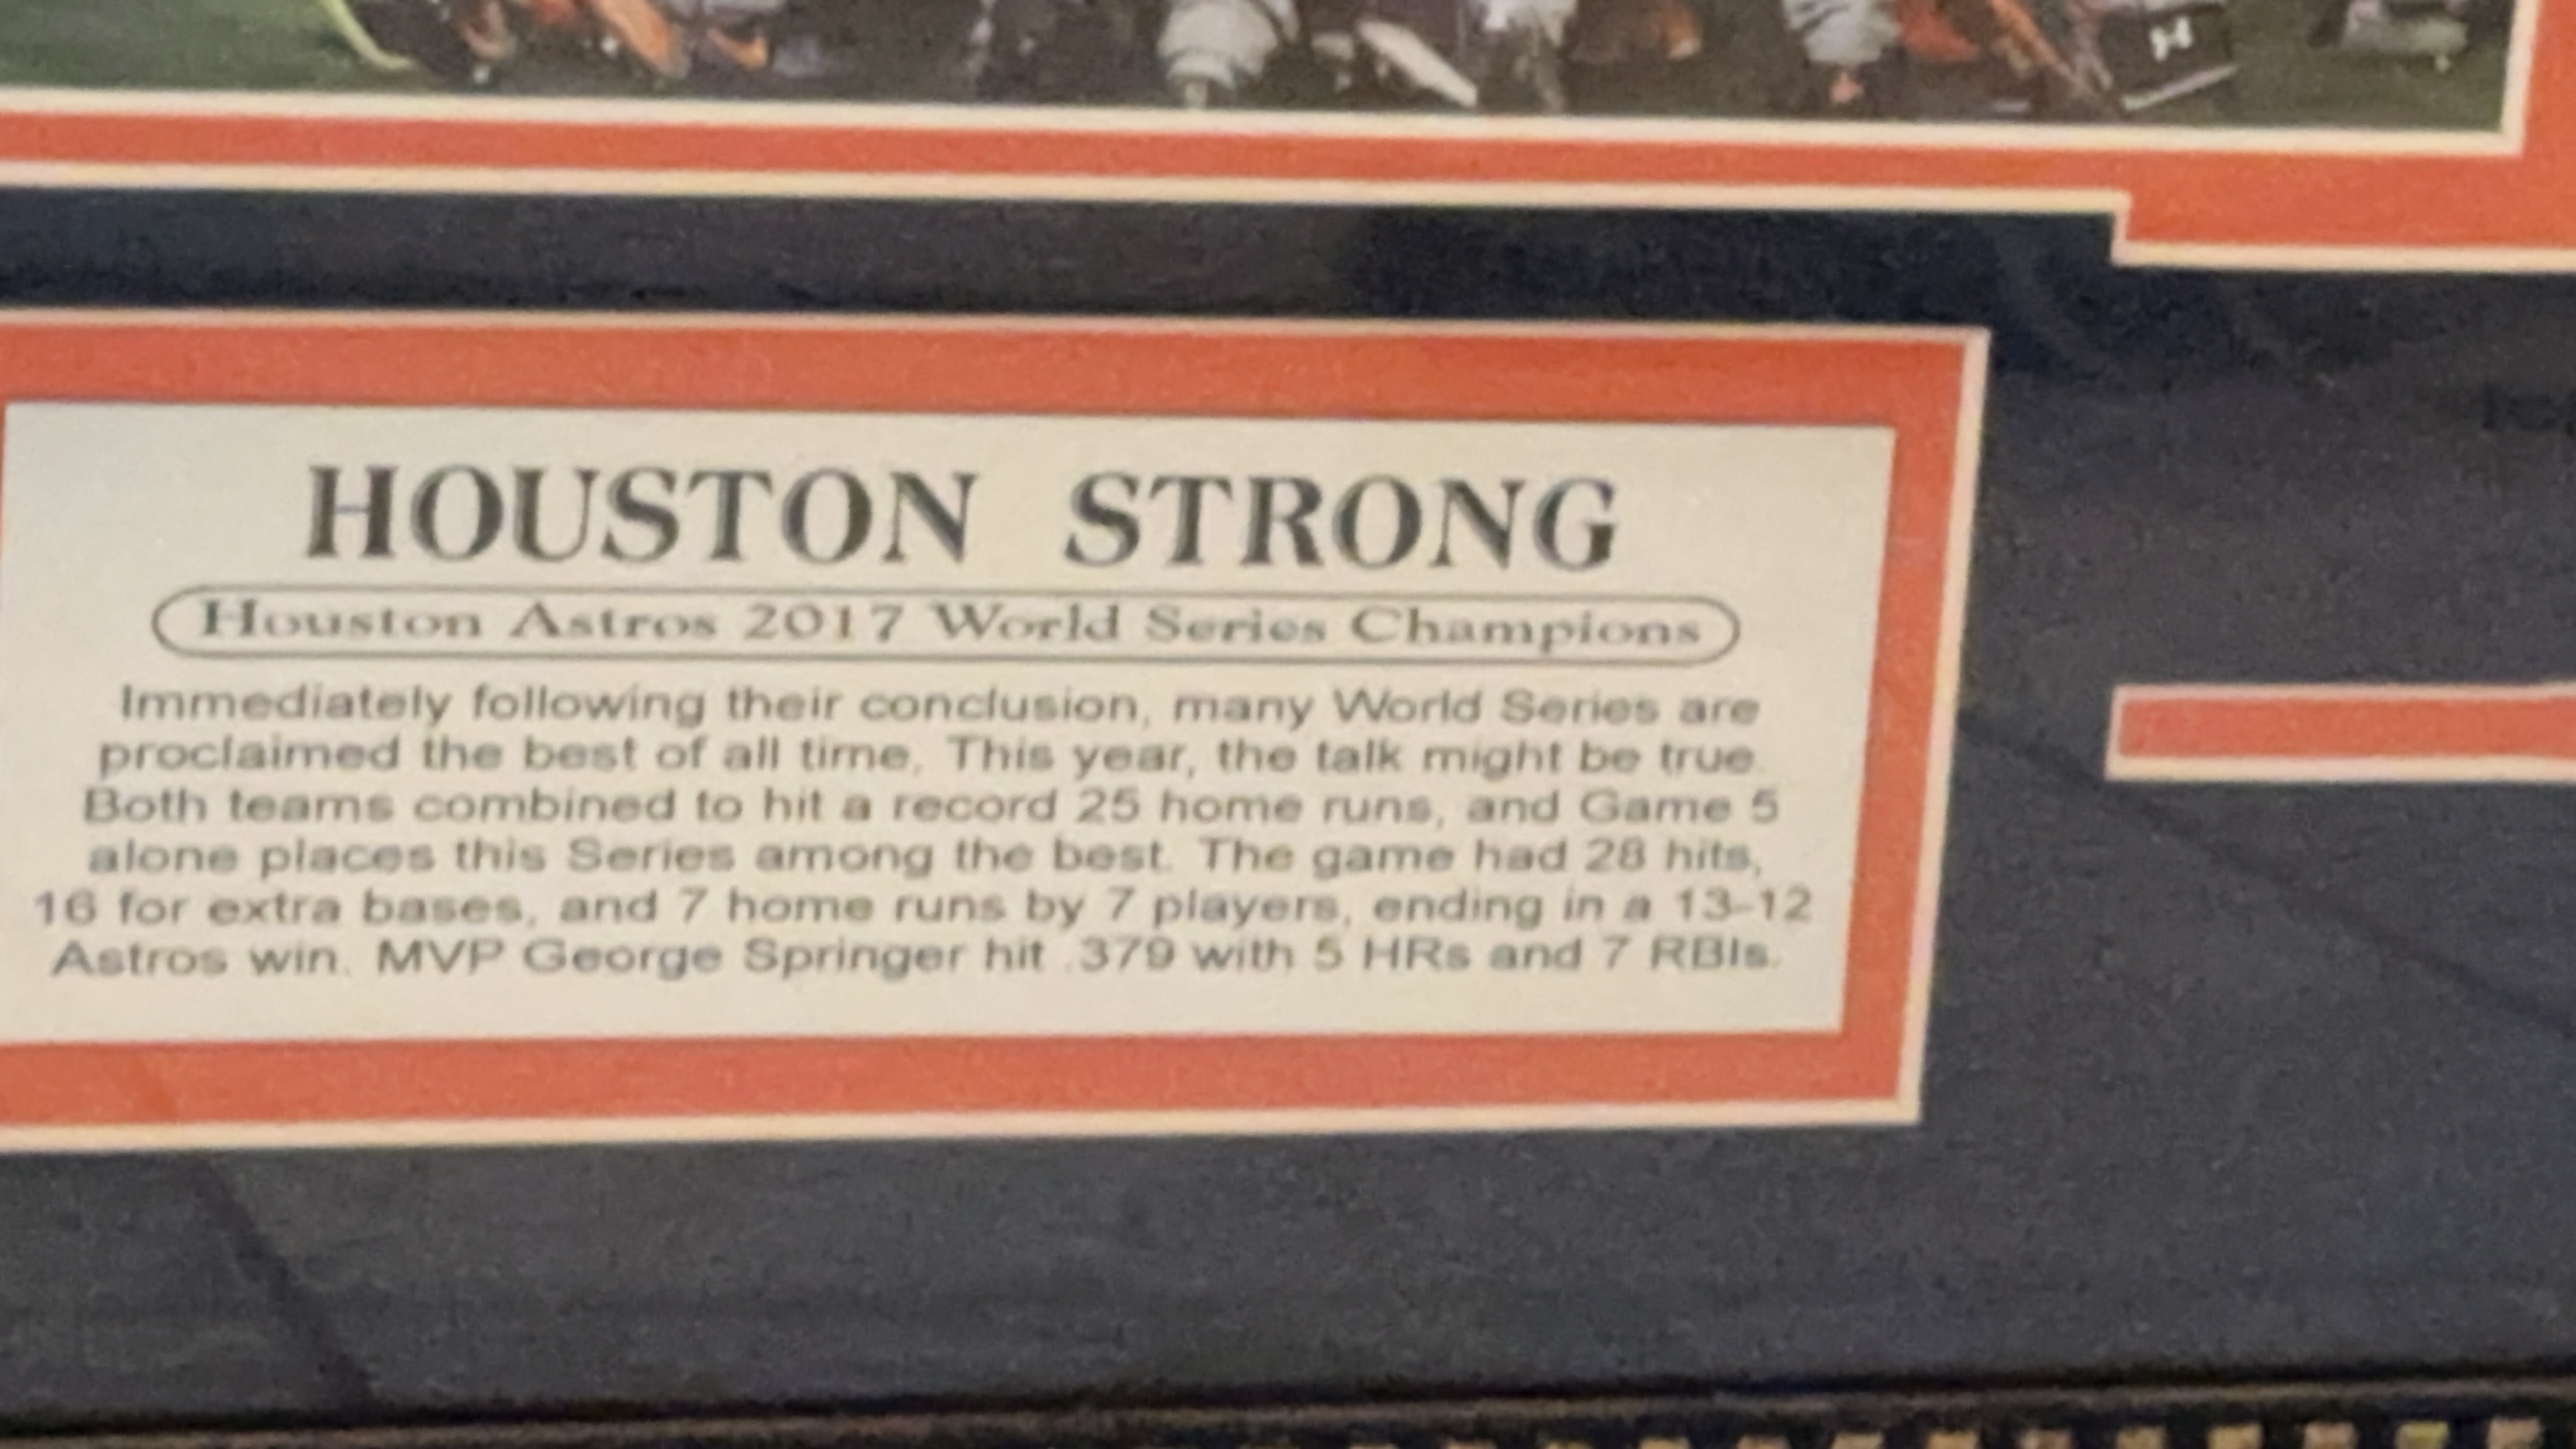 HOUSTON STRONG
Houston Astros 2017 World Series Champions
Immediately following their conclusion, many World Series are
proclaimed the best of all time. This year, the talk might be true.
Both teams combined to hit a record 25 home runs, and Game 5
alone places this Series among the best. The game had 28 hits,
16 for extra bases, and 7 home runs by 7 players, ending in a 13-12
Astros win. MVP George Springer hit .379 with 5 HRs and 7 RBIs.